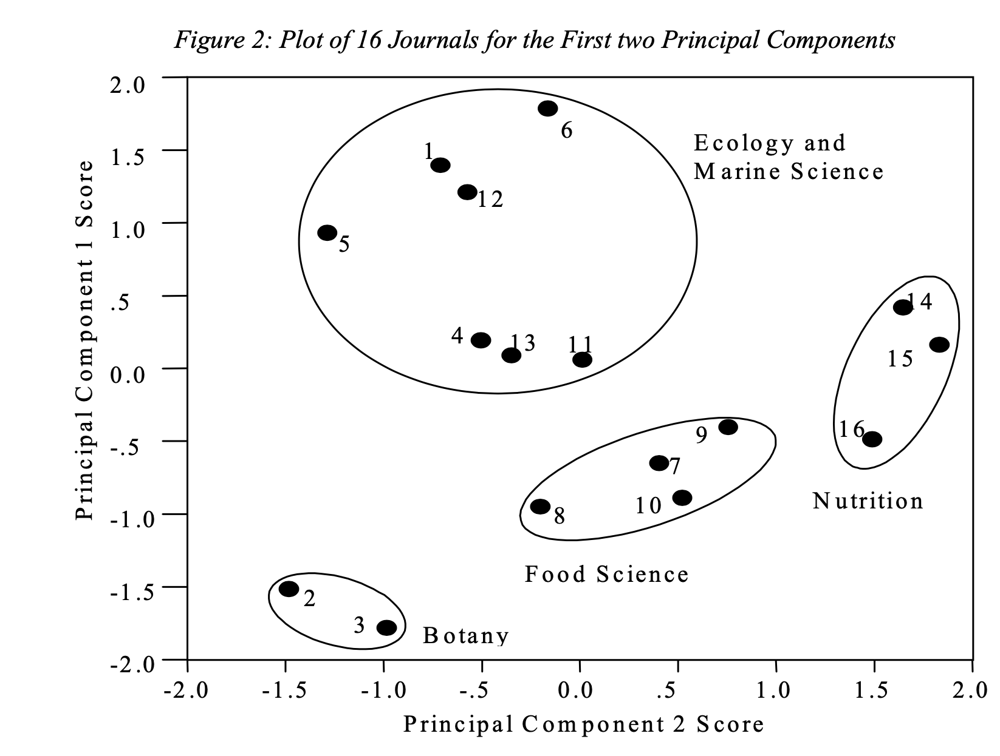 Figure 2: Plot of 16 Journals for the First two Principal Components
2.0
6
Ecology and
Marine Science
1
1.5
12
1.0
5
Principal Component 1 Score
.5
14
4
13
11
15
0.0
16
9
-.5
7
10
Nutrition
8
-1.0
Food Science
-1.5
2
3
Botany
-2.0
-2.0 -1.5 -1.0 -.5 0.0 .5 1.0 1.5 2.0
Principal Component 2 Score